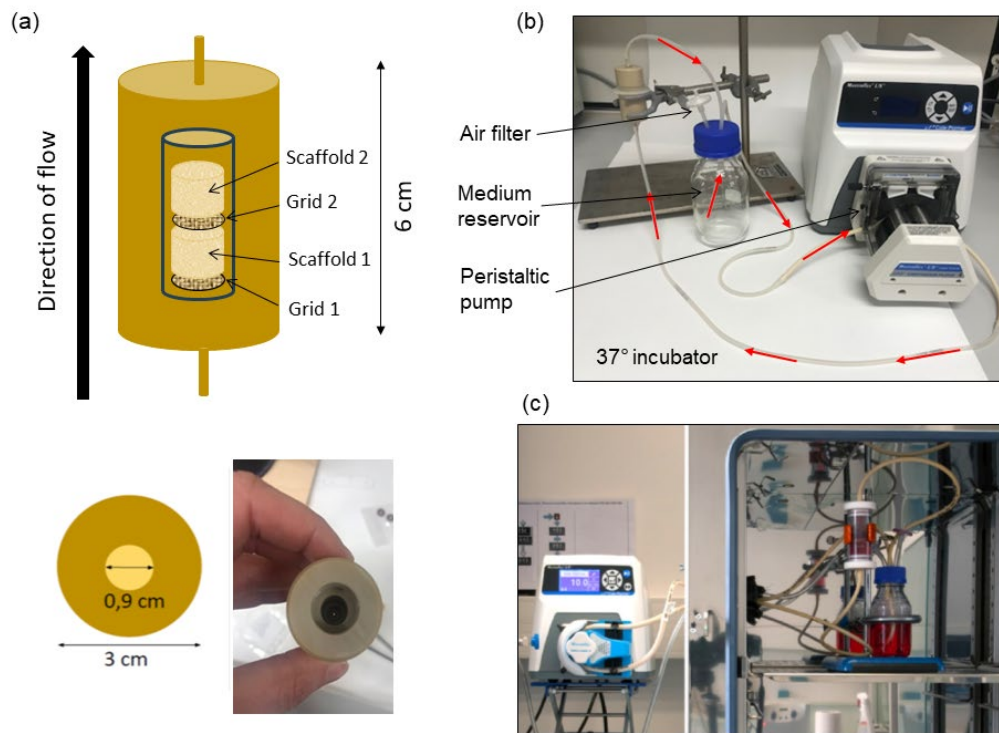 (a)
Direction of flow
Scaffold 2
Grid 2
Scaffold 1
Grid 1
6 cm
0,9 cm
3 cm
(b)
Air filter
Medium
reservoir
Peristaltic
pump
37° incubator
(c)
10.0